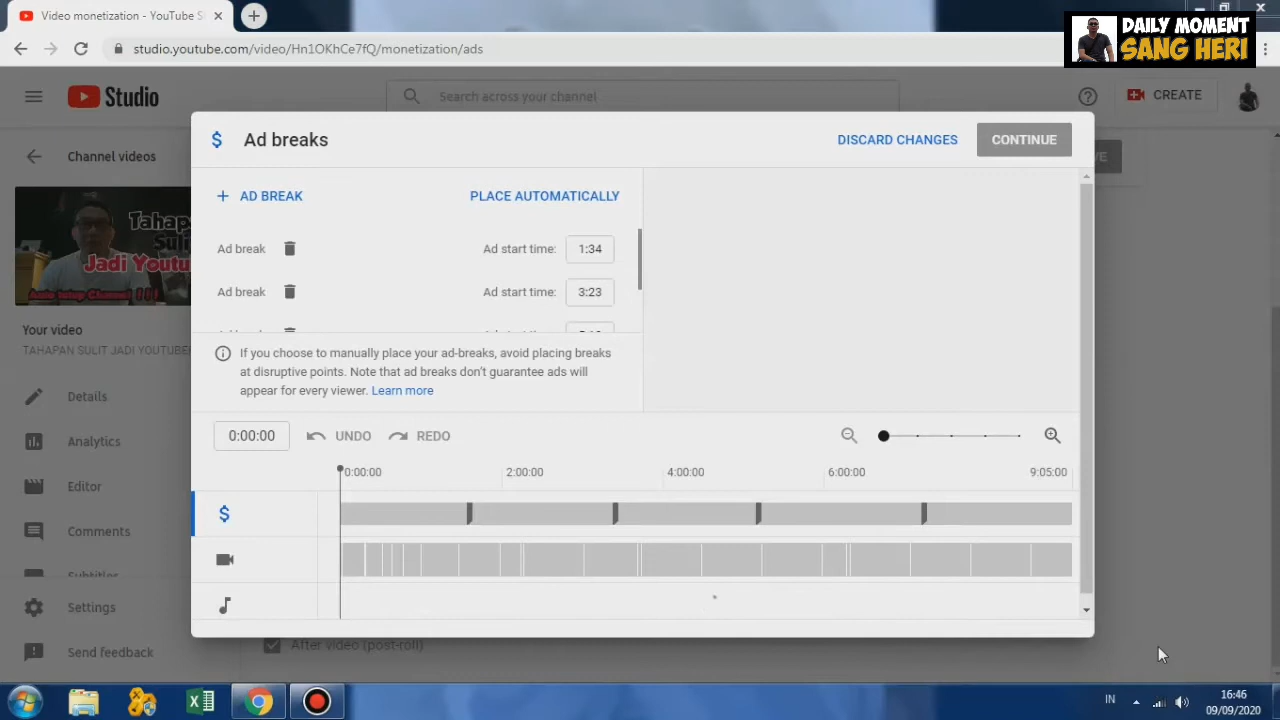 Video monetization - YouTube S
studio.youtube.com/video/Hn1OKhCe7fQ/monetization/ads
DAILY MOMENT
SANG HERI
Studio
Search across your channel
CREATE
Channel videos
Tahapan
Sulit
Jadi Youtu
Your video
TAHAPAN SULIT JADI YOUTUBE
Details
Analytics
Editor
Comments
Subtitles
Settings
Send feedback
Ad breaks
DISCARD CHANGES
CONTINUE
AD BREAK
PLACE AUTOMATICALLY
Ad break
Ad start time:
1:34
Ad break
Ad start time:
3:23
If you choose to manually place your ad-breaks, avoid placing breaks
at disruptive points. Note that ad breaks don't guarantee ads will
appear for every viewer. Learn more
0:00:00
UNDO
REDO
0:00:00
2:00:00
4:00:00
6:00:00
9:05:00
After video (post-roll)
IN
16:46
09/09/2020